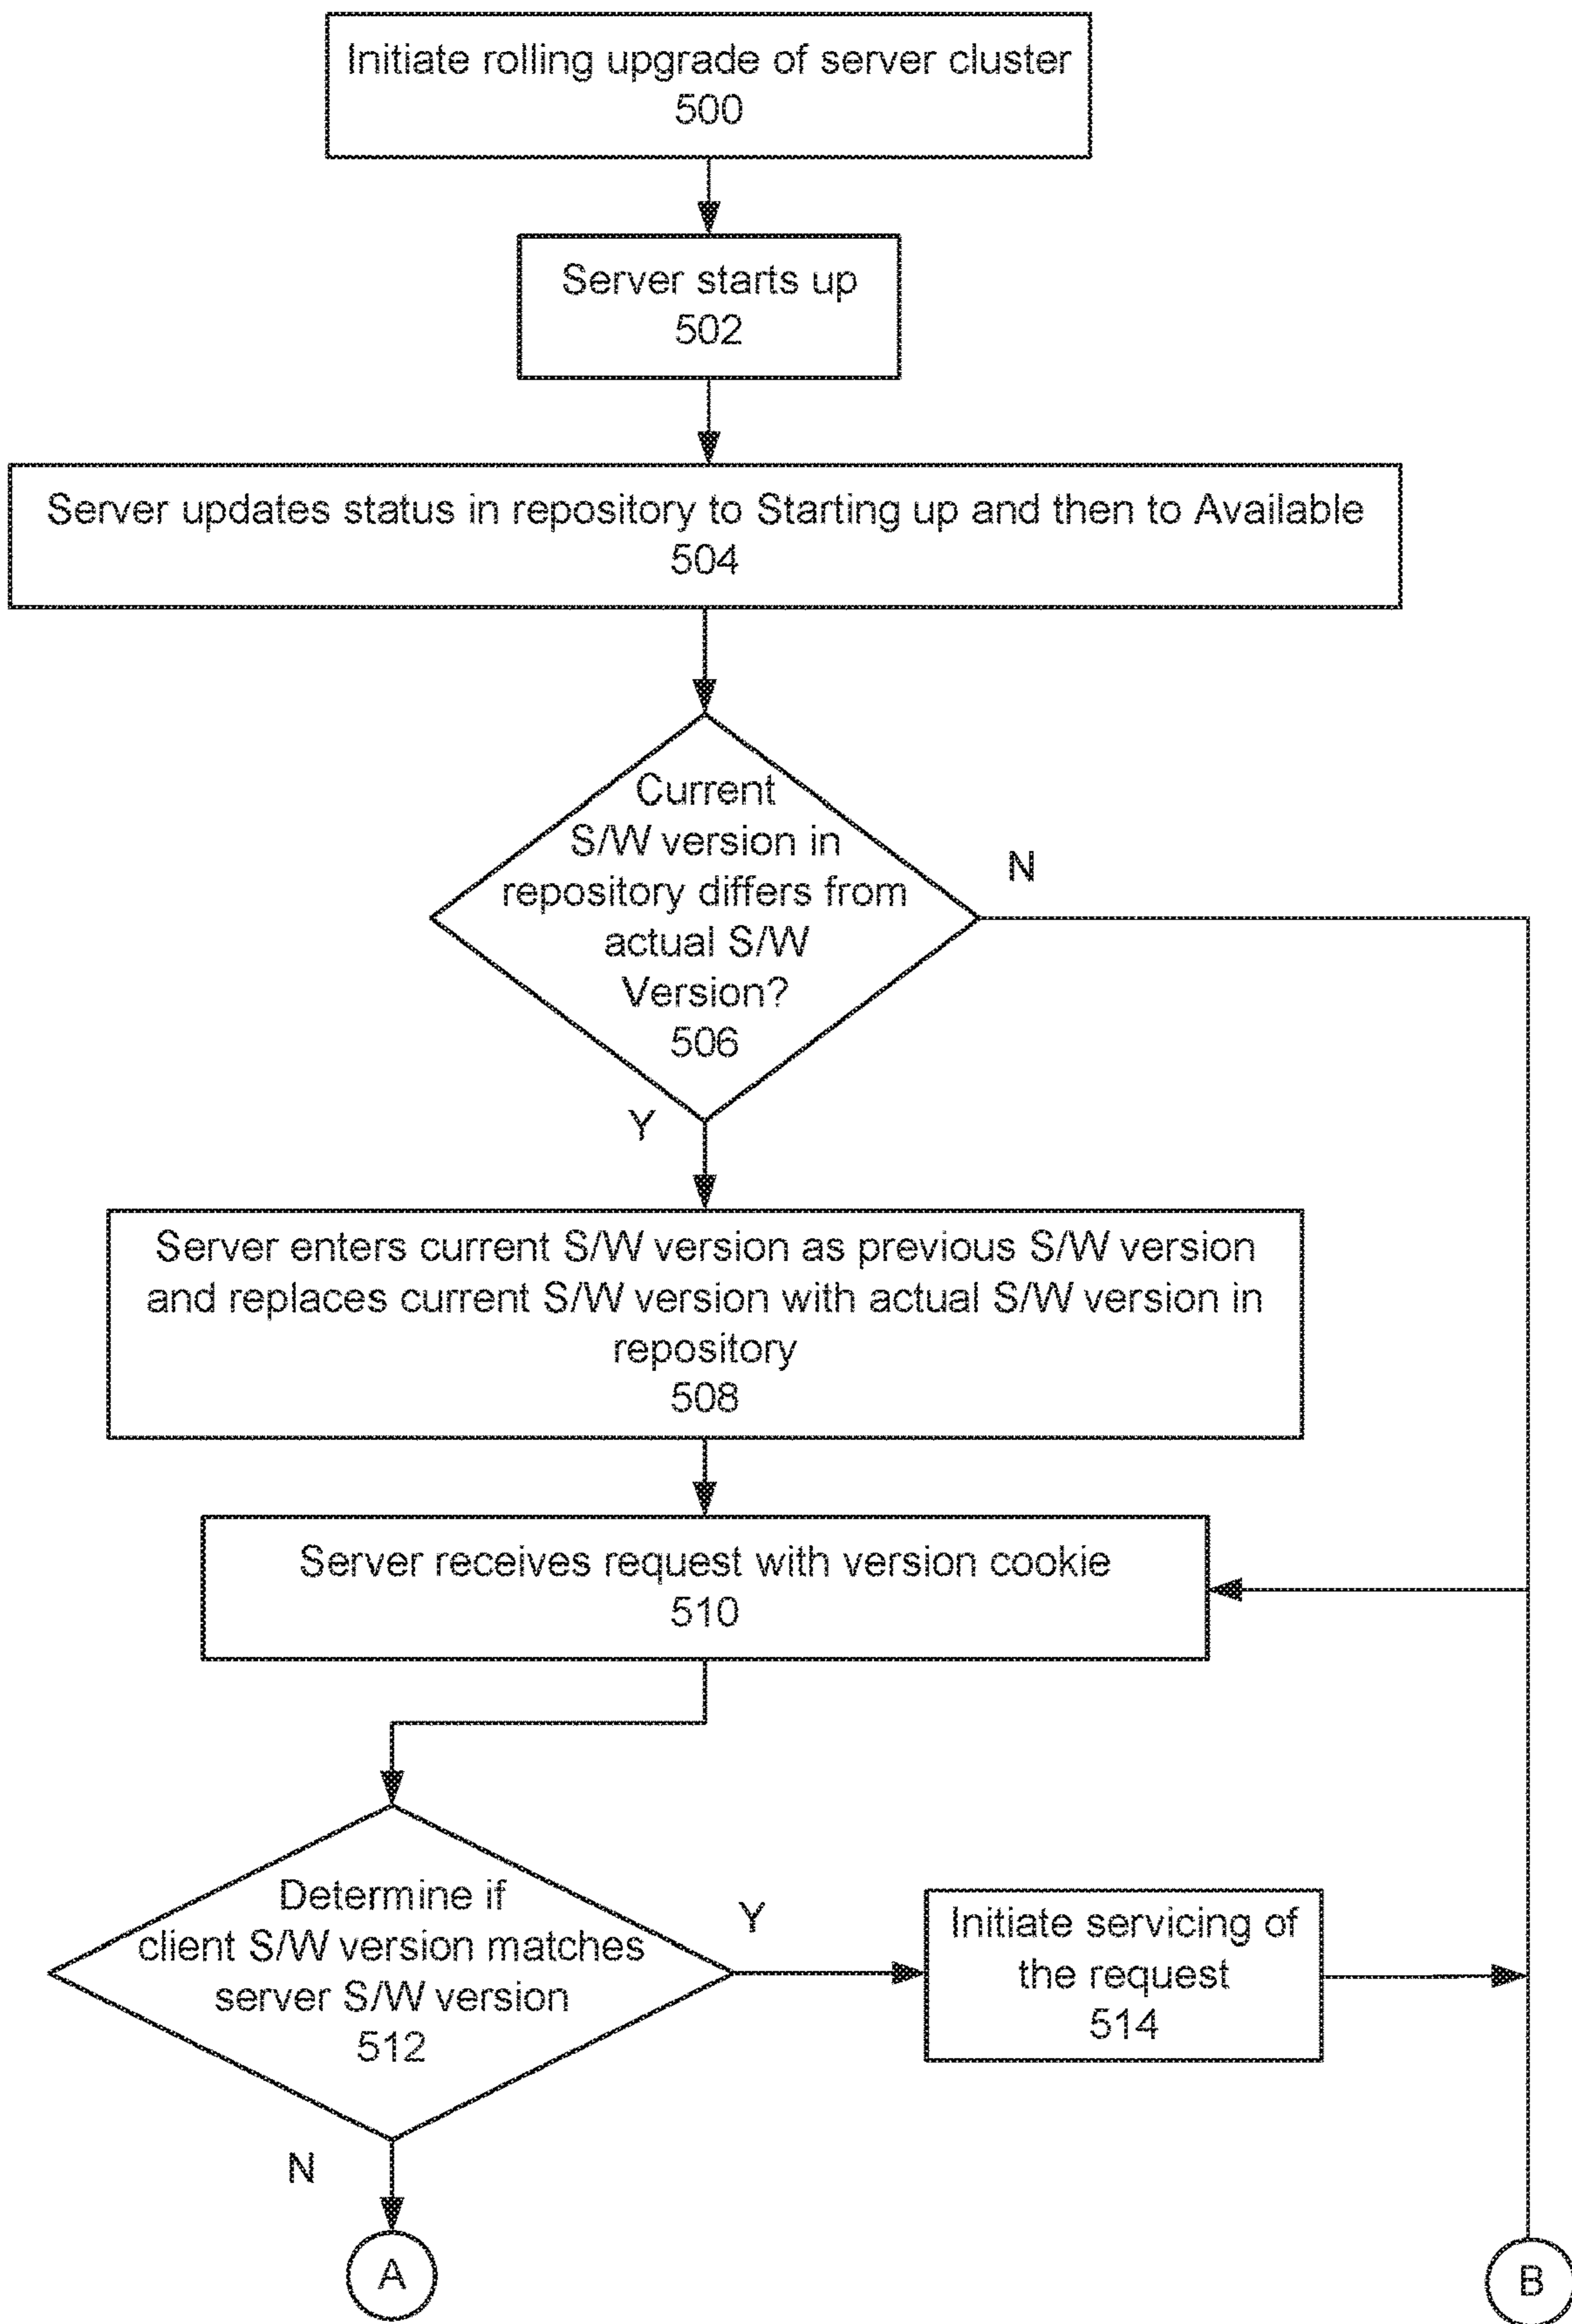 Initiate rolling upgrade of server cluster
500
Server starts up
502
Server updates status in repository to Starting up and then to Available
504
Current
S/W version in
repository differs from
actual S/W
Version?
506
N
Y
Server enters current S/W version as previous S/W version
and replaces current S/W version with actual S/W version in
repository
508
Server receives request with version cookie
510
Determine if
client S/W version matches
server S/W version
512
Y
Initiate servicing of
the request
514
N
A
B